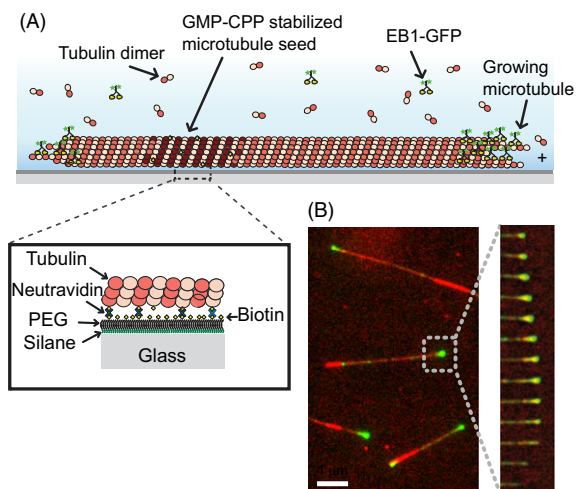 (A)
GMP-CPP stabilized
microtubule seed
Tubulin dimer
EB1-GFP
Growing
microtubule
+
Tubulin
Neutravidin
PEG
Silane
Biotin
Glass
(B)